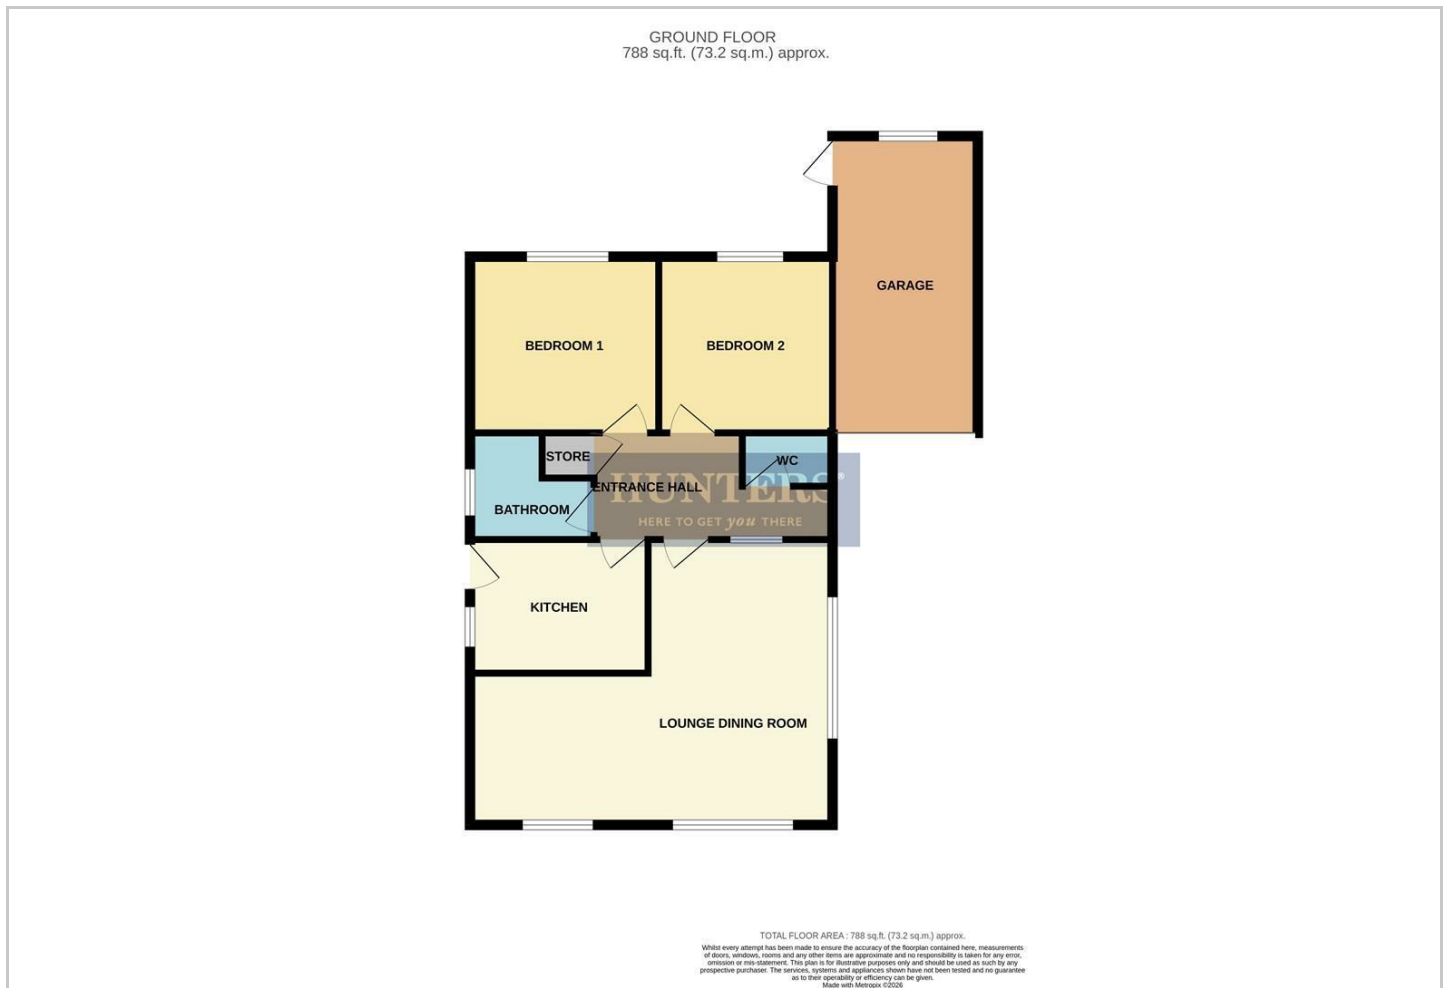 GROUND FLOOR
788 sq.ft. (73.2 sq.m.) approx.
GARAGE
BEDROOM 1
BEDROOM 2
STORE
WC
ENTRANCE HALL
HUNTERS®
HERE TO GET you THERE
BATHROOM
KITCHEN
LOUNGE DINING ROOM
TOTAL FLOOR AREA : 788 sq.ft. (73.2 sq.m.) approx.
Whilst every attempt has been made to ensure the accuracy of the floorplan contained here, measurements
of doors, windows, rooms and any other items are approximate and no responsibility is taken for any error,
omission or mis-statement. This plan is for illustrative purposes only and should be used as such by any
prospective purchaser. The services, systems and appliances shown have not been tested and no guarantee
as to their operability or efficiency can be given.
Made with Metropix ©2026